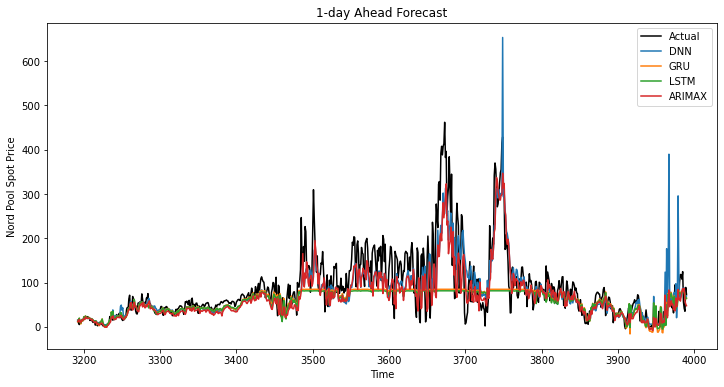 1-day Ahead Forecast
Actual
DNN
GRU
LSTM
ARIMAX
Nord Pool Spot Price
600
500
400
300
200
100
0
3200 3300 3400 3500 3600 3700 3800 3900 4000
Time